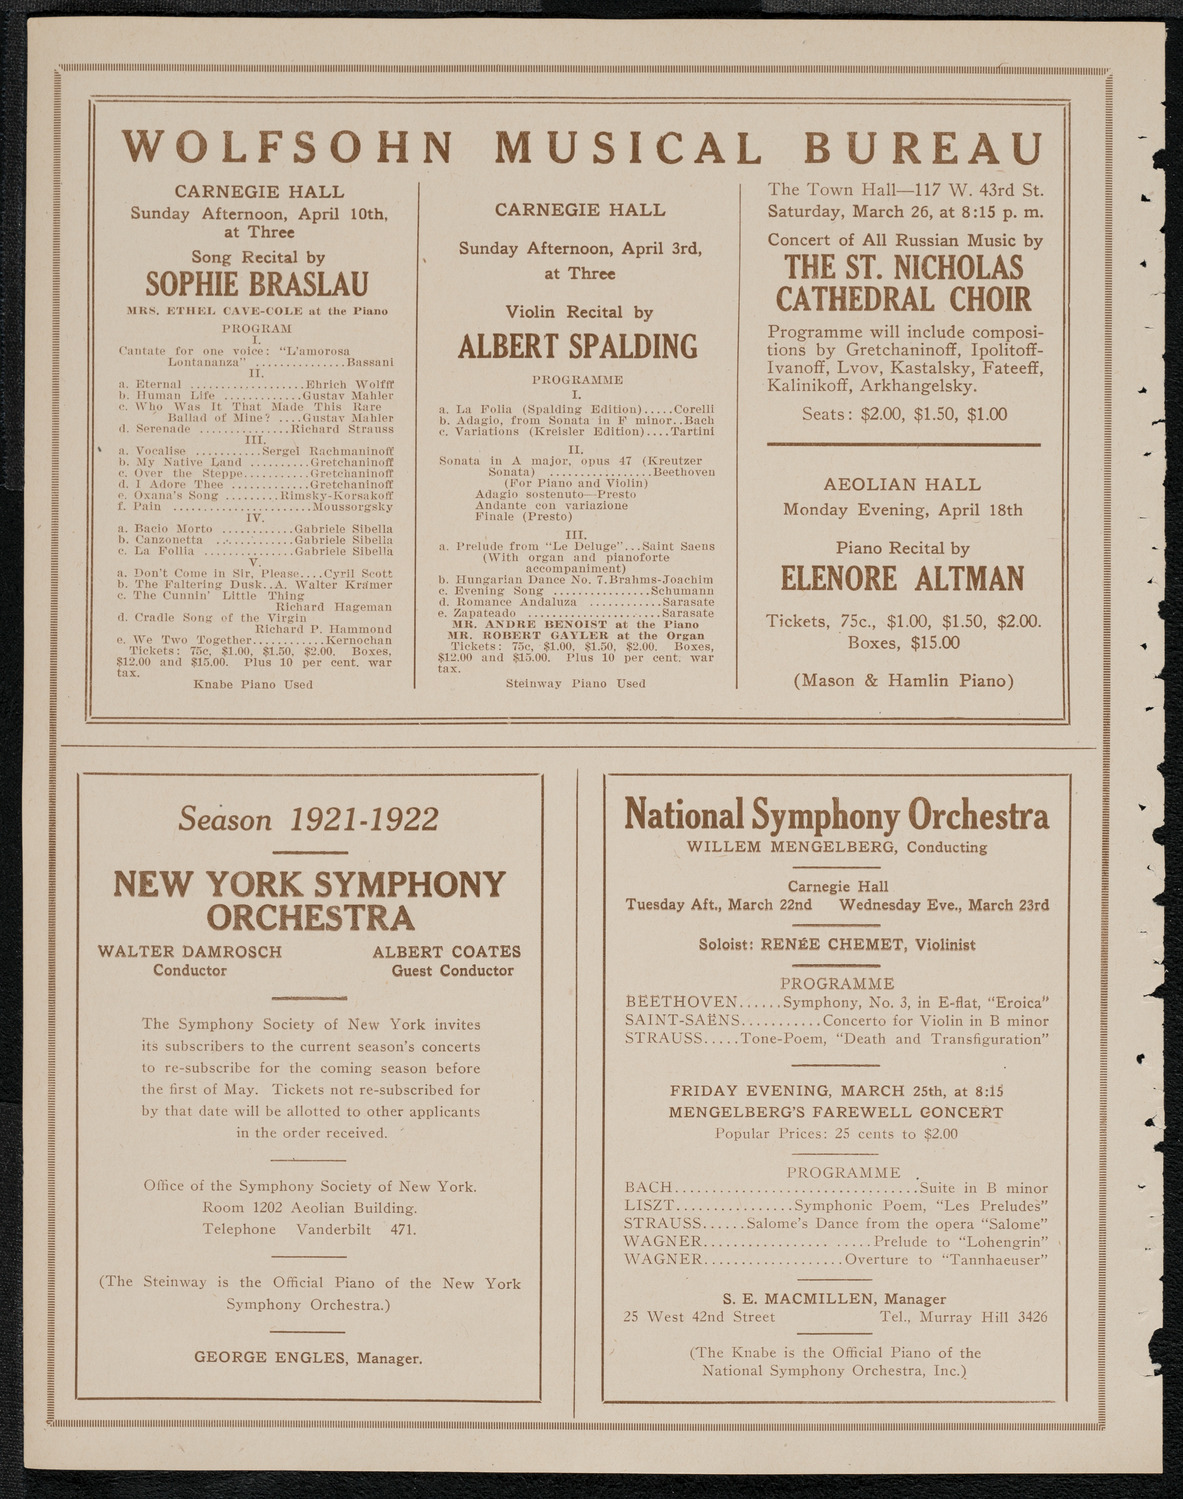 WOLFSOHN MUSICAL BUREAU
CARNEGIE HALL
Sunday Afternoon, April 10th,
at Three
Song Recital by
SOPHIE BRASLAU
MRS. ETHEL CAVE-COLE at the Piano
PROGRAM
I.
Cantate for one voice: "L'amorosa
Lontananza" ...............Bassani
II.
a. Eternal ..................Ehrich Wolfff
b. Human Life .............Gustav Mahler
c. Who Was It That Made This Rare
Ballad of Mine? ....Gustav Mahler
d. Serenade ...............Richard Strauss
III.
a. Vocalise ...........Sergei Rachmaninoff
b. My Native Land ..........Gretchaninoff
c. Over the Steppe...........Gretchaninoff
d. I Adore Thee .............Gretchaninoff
e. Oxana's Song .........Rimsky-Korsakoff
f. Pain .......................Moussorgsky
IV.
a. Bacio Morto ............Gabriele Sibella
b. Canzonetta .............Gabriele Sibella
c. La Follia ...............Gabriele Sibella
V.
a. Don't Come in Sir, Please....Cyril Scott
b. The Faltering Dusk..A. Walter Kramer
c. The Cunnin' Little Thing
Richard Hageman
d. Cradle Song of the Virgin
Richard P. Hammond
e. We Two Together............Kernochan
Tickets: 75c, $1.00, $1.50, $2.00. Boxes,
$12.00 and $15.00. Plus 10 per cent. war
tax.
Knabe Piano Used
CARNEGIE HALL
Sunday Afternoon, April 3rd,
at Three
Violin Recital by
ALBERT SPALDING
PROGRAMME
I.
a. La Folia (Spalding Edition).....Corelli
b. Adagio, from Sonata in F minor..Bach
c. Variations (Kreisler Edition)....Tartini
II.
Sonata in A major, opus 47 (Kreutzer
Sonata) .................Beethoven
(For Piano and Violin)
Adagio sostenuto—Presto
Andante con variazione
Finale (Presto)
III.
a. Prelude from "Le Deluge"...Saint Saens
(With organ and pianoforte
accompaniment)
b. Hungarian Dance No. 7.Brahms-Joachim
c. Evening Song ................Schumann
d. Romance Andaluza ............Sarasate
e. Zapateado ......................Sarasate
MR. ANDRE BENOIST at the Piano
MR. ROBERT GAYLER at the Organ
Tickets: 75c, $1.00, $1.50, $2.00. Boxes,
$12.00 and $15.00. Plus 10 per cent. war
tax.
Steinway Piano Used
The Town Hall—117 W. 43rd St.
Saturday, March 26, at 8:15 p. m.
Concert of All Russian Music by
THE ST. NICHOLAS
CATHEDRAL CHOIR
Programme will include composi-
tions by Gretchaninoff, Ipolitoff-
Ivanoff, Lvov, Kastalsky, Fateeff,
Kalinikoff, Arkhangelsky.
Seats: $2.00, $1.50, $1.00
AEOLIAN HALL
Monday Evening, April 18th
Piano Recital by
ELENORE ALTMAN
Tickets, 75c., $1.00, $1.50, $2.00.
Boxes, $15.00
(Mason & Hamlin Piano)
Season 1921-1922
NEW YORK SYMPHONY
ORCHESTRA
WALTER DAMROSCH ALBERT COATES
Conductor Guest Conductor
The Symphony Society of New York invites
its subscribers to the current season's concerts
to re-subscribe for the coming season before
the first of May. Tickets not re-subscribed for
by that date will be allotted to other applicants
in the order received.
Office of the Symphony Society of New York.
Room 1202 Aeolian Building.
Telephone Vanderbilt 471.
(The Steinway is the Official Piano of the New York
Symphony Orchestra.)
GEORGE ENGLES, Manager.
National Symphony Orchestra
WILLEM MENGELBERG, Conducting
Carnegie Hall
Tuesday Aft., March 22nd Wednesday Eve., March 23rd
Soloist: RENÉE CHEMET, Violinist
PROGRAMME
BEETHOVEN......Symphony, No. 3, in E-flat, "Eroica"
SAINT-SAËNS...........Concerto for Violin in B minor
STRAUSS.....Tone-Poem, "Death and Transfiguration"
FRIDAY EVENING, MARCH 25th, at 8:15
MENGELBERG'S FAREWELL CONCERT
Popular Prices: 25 cents to $2.00
PROGRAMME
BACH.................................Suite in B minor
LISZT................Symphonic Poem, "Les Preludes"
STRAUSS......Salome's Dance from the opera "Salome"
WAGNER................. .....Prelude to "Lohengrin"
WAGNER...................Overture to "Tannhaeuser"
S. E. MACMILLEN, Manager
25 West 42nd Street Tel., Murray Hill 3426
(The Knabe is the Official Piano of the
National Symphony Orchestra, Inc.)